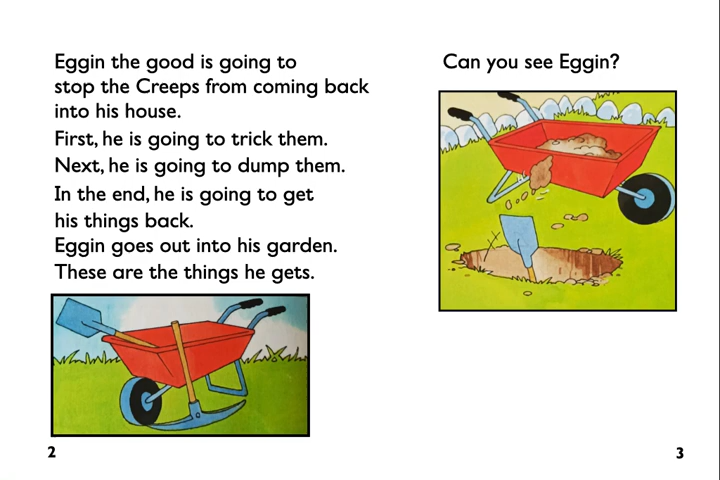 Eggin the good is going to
stop the Creeps from coming back
into his house.
First, he is going to trick them.
Next, he is going to dump them.
In the end, he is going to get
his things back.
Eggin goes out into his garden.
These are the things he gets.
2
Can you see Eggin?
3